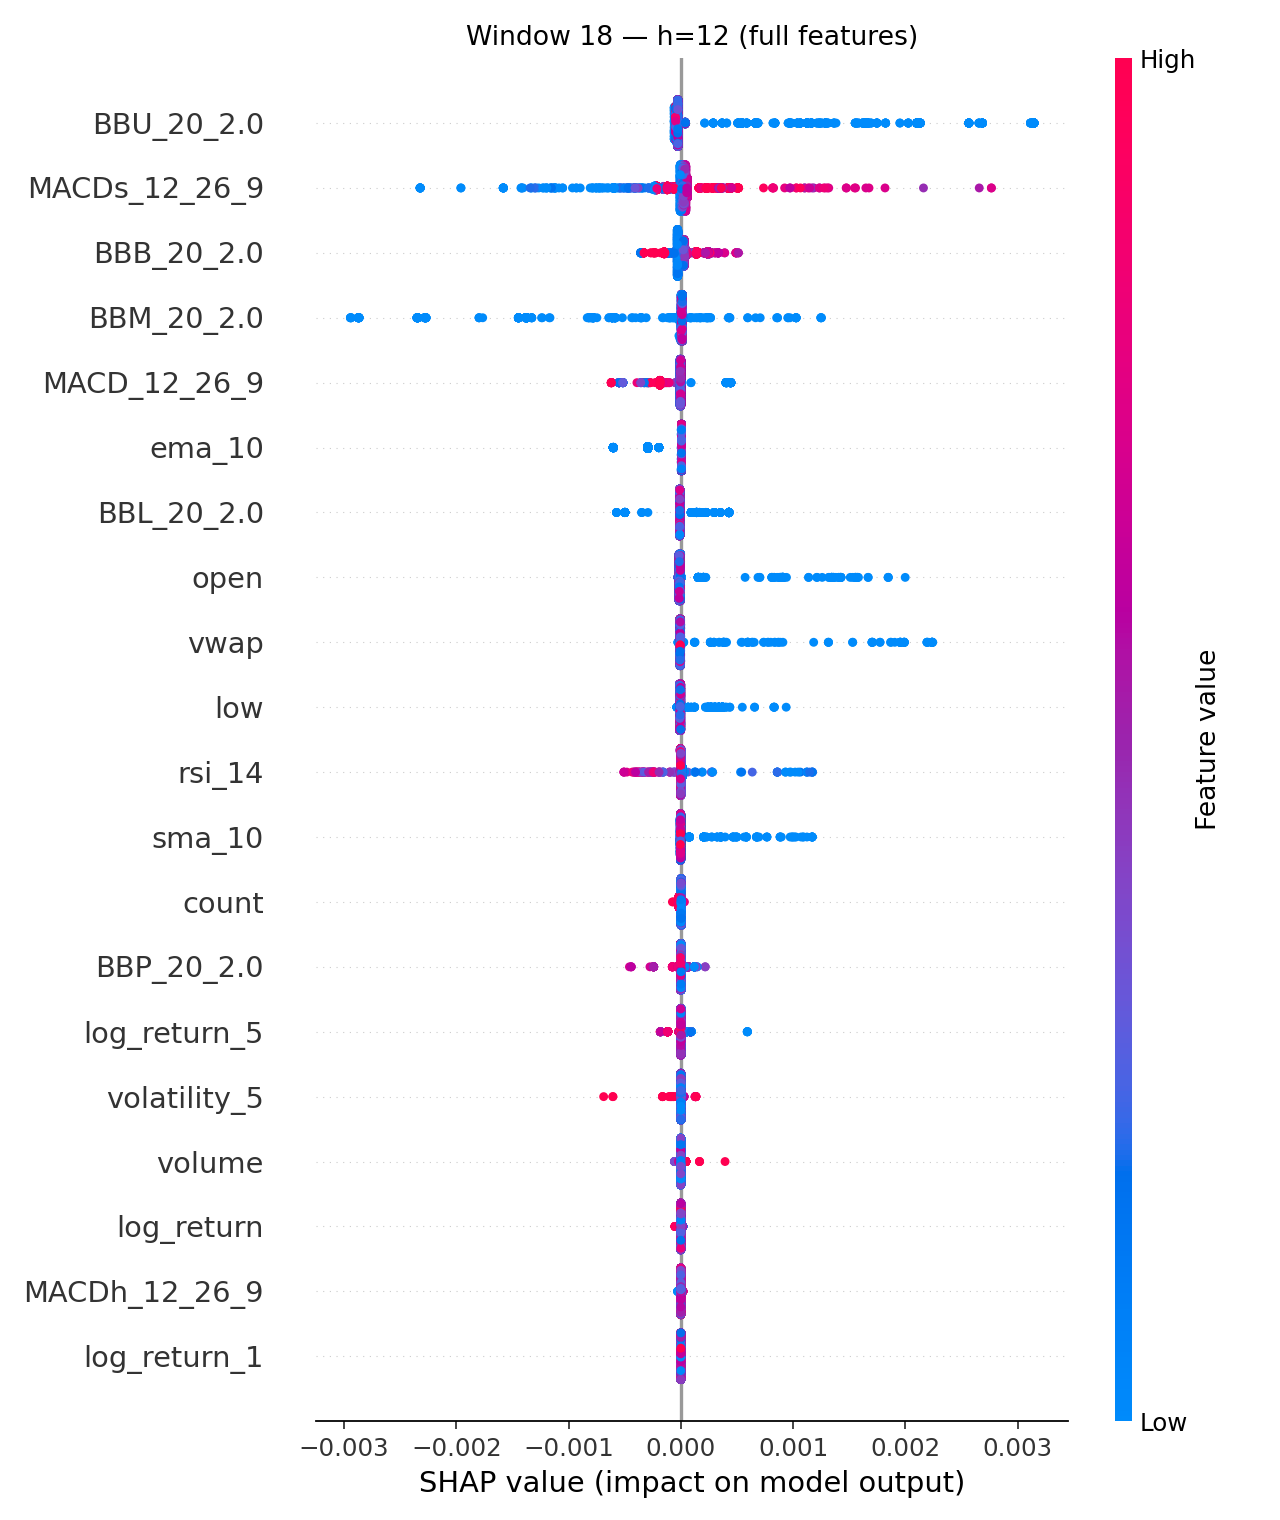 Window 18 — h=12 (full features)
High
BBU_20_2.0
MACDs_12_26_9
BBB_20_2.0
BBM_20_2.0
MACD_12_26_9
ema_10
BBL_20_2.0
open
vwap
low
rsi_14
sma_10
count
BBP_20_2.0
log_return_5
volatility_5
volume
log_return
MACDh_12_26_9
log_return_1
Feature value
Low
−0.003 −0.002 −0.001 0.000 0.001 0.002 0.003
SHAP value (impact on model output)